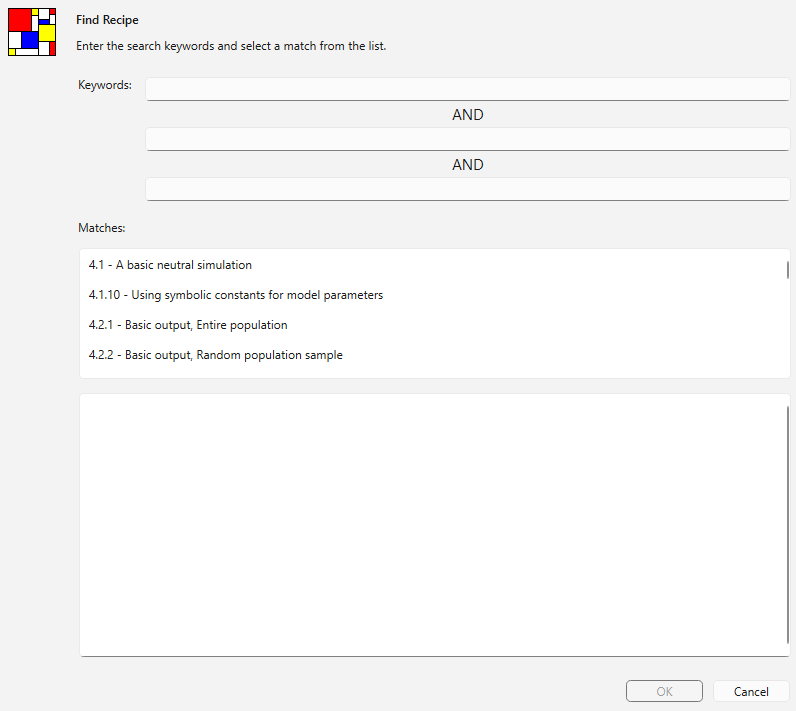 Find Recipe
Enter the search keywords and select a match from the list.
Keywords:
AND
AND
Matches:
4.1 - A basic neutral simulation
4.1.10 - Using symbolic constants for model parameters
4.2.1 - Basic output, Entire population
4.2.2 - Basic output, Random population sample
OK
Cancel